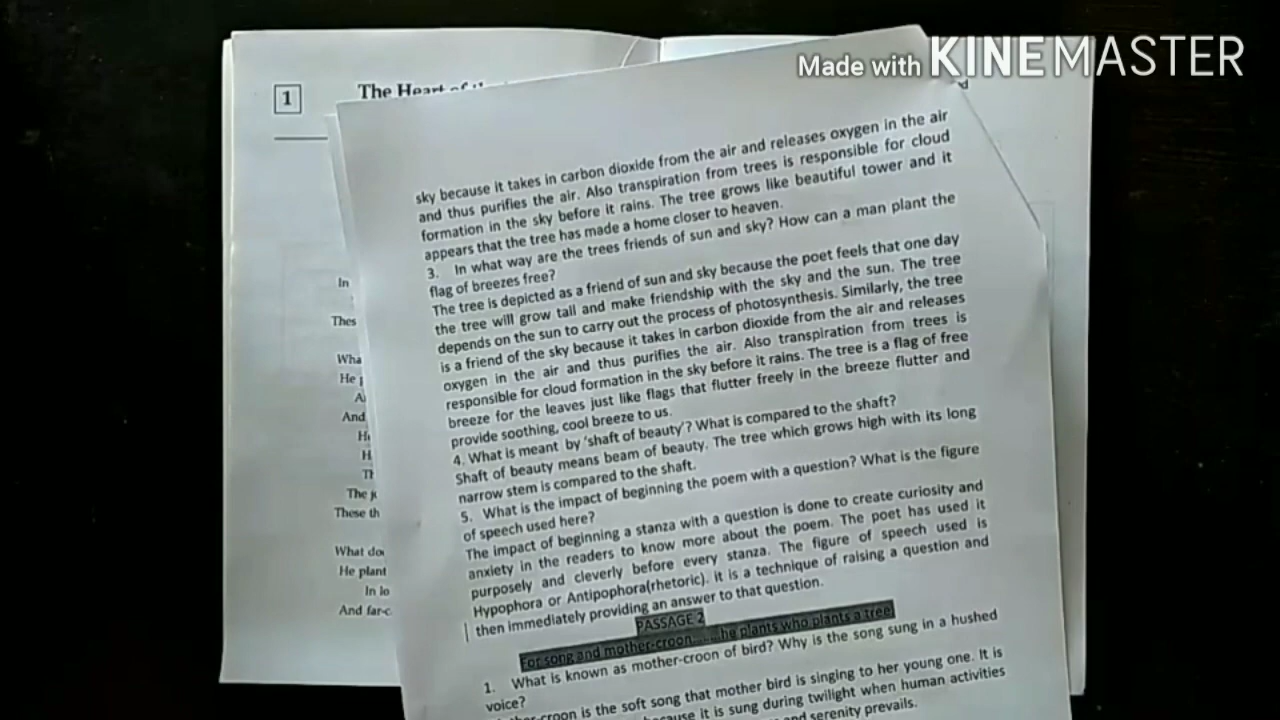 Made with KINEMASTER
1
The Heart of
sky because it takes in carbon dioxide from the air and releases oxygen in the air
and thus purifies the air. Also transpiration from trees is responsible for cloud
formation in the sky before it rains. The tree grows like beautiful tower and it
appears that the tree has made a home closer to heaven.
3. In what way are the trees friends of sun and sky? How can a man plant the
flag of breezes free?
The tree is depicted as a friend of sun and sky because the poet feels that one day
the tree will grow tall and make friendship with the sky and the sun. The tree
depends on the sun to carry out the process of photosynthesis. Similarly, the tree
is a friend of the sky because it takes in carbon dioxide from the air and releases
oxygen in the air and thus purifies the air. Also transpiration from trees is
responsible for cloud formation in the sky before it rains. The tree is a flag of free
breeze for the leaves just like flags that flutter freely in the breeze flutter and
provide soothing, cool breeze to us.
4. What is meant by 'shaft of beauty'? What is compared to the shaft?
Shaft of beauty means beam of beauty. The tree which grows high with its long
narrow stem is compared to the shaft.
5. What is the impact of beginning the poem with a question? What is the figure
of speech used here?
The impact of beginning a stanza with a question is done to create curiosity and
anxiety in the readers to know more about the poem. The poet has used it
purposely and cleverly before every stanza. The figure of speech used is
Hypophora or Antipophora(rhetoric). It is a technique of raising a question and
then immediately providing an answer to that question.
PASSAGE 2
For song and mother-croon......he plants who plants a tree.
1. What is known as mother-croon of bird? Why is the song sung in a hushed
voice?
croon is the soft song that mother bird is singing to her young one. It is
because it is sung during twilight when human activities
and serenity prevails.
In
Thes
Wha
He
A
And
H
H
Th
The
These th
What do
He plant
In lo
And far-c